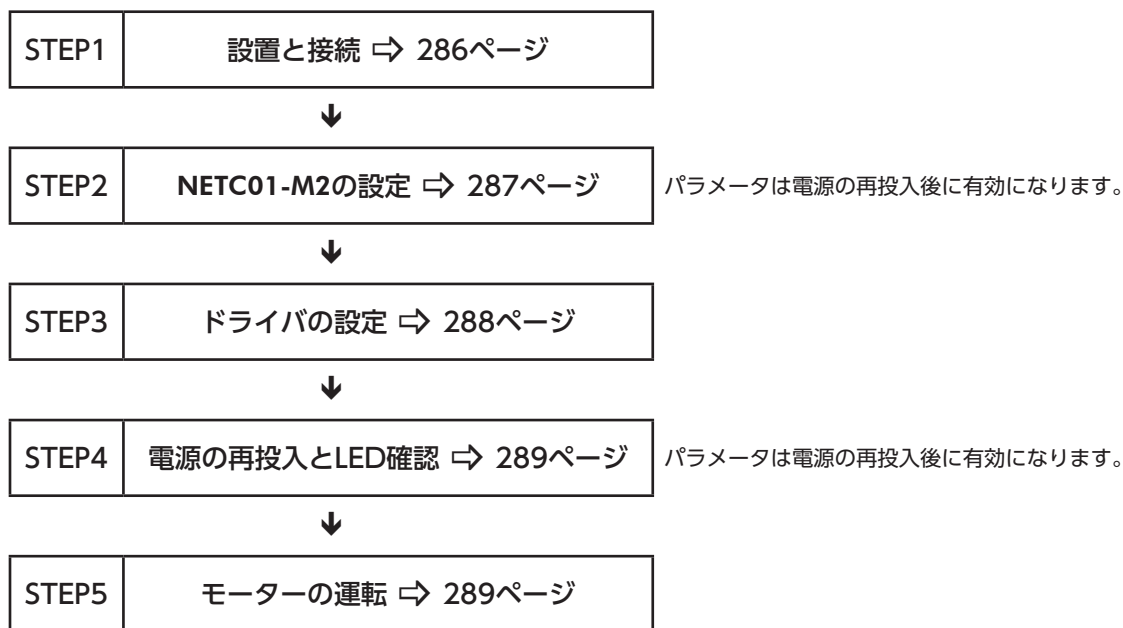 STEP1 設置と接続 ⇨ 286ページ
STEP2 NETC01-M2の設定 ⇨ 287ページ パラメータは電源の再投入後に有効になります。
STEP3 ドライバの設定 ⇨ 288ページ
STEP4 電源の再投入とLED確認 ⇨ 289ページ パラメータは電源の再投入後に有効になります。
STEP5 モーターの運転 ⇨ 289ページ